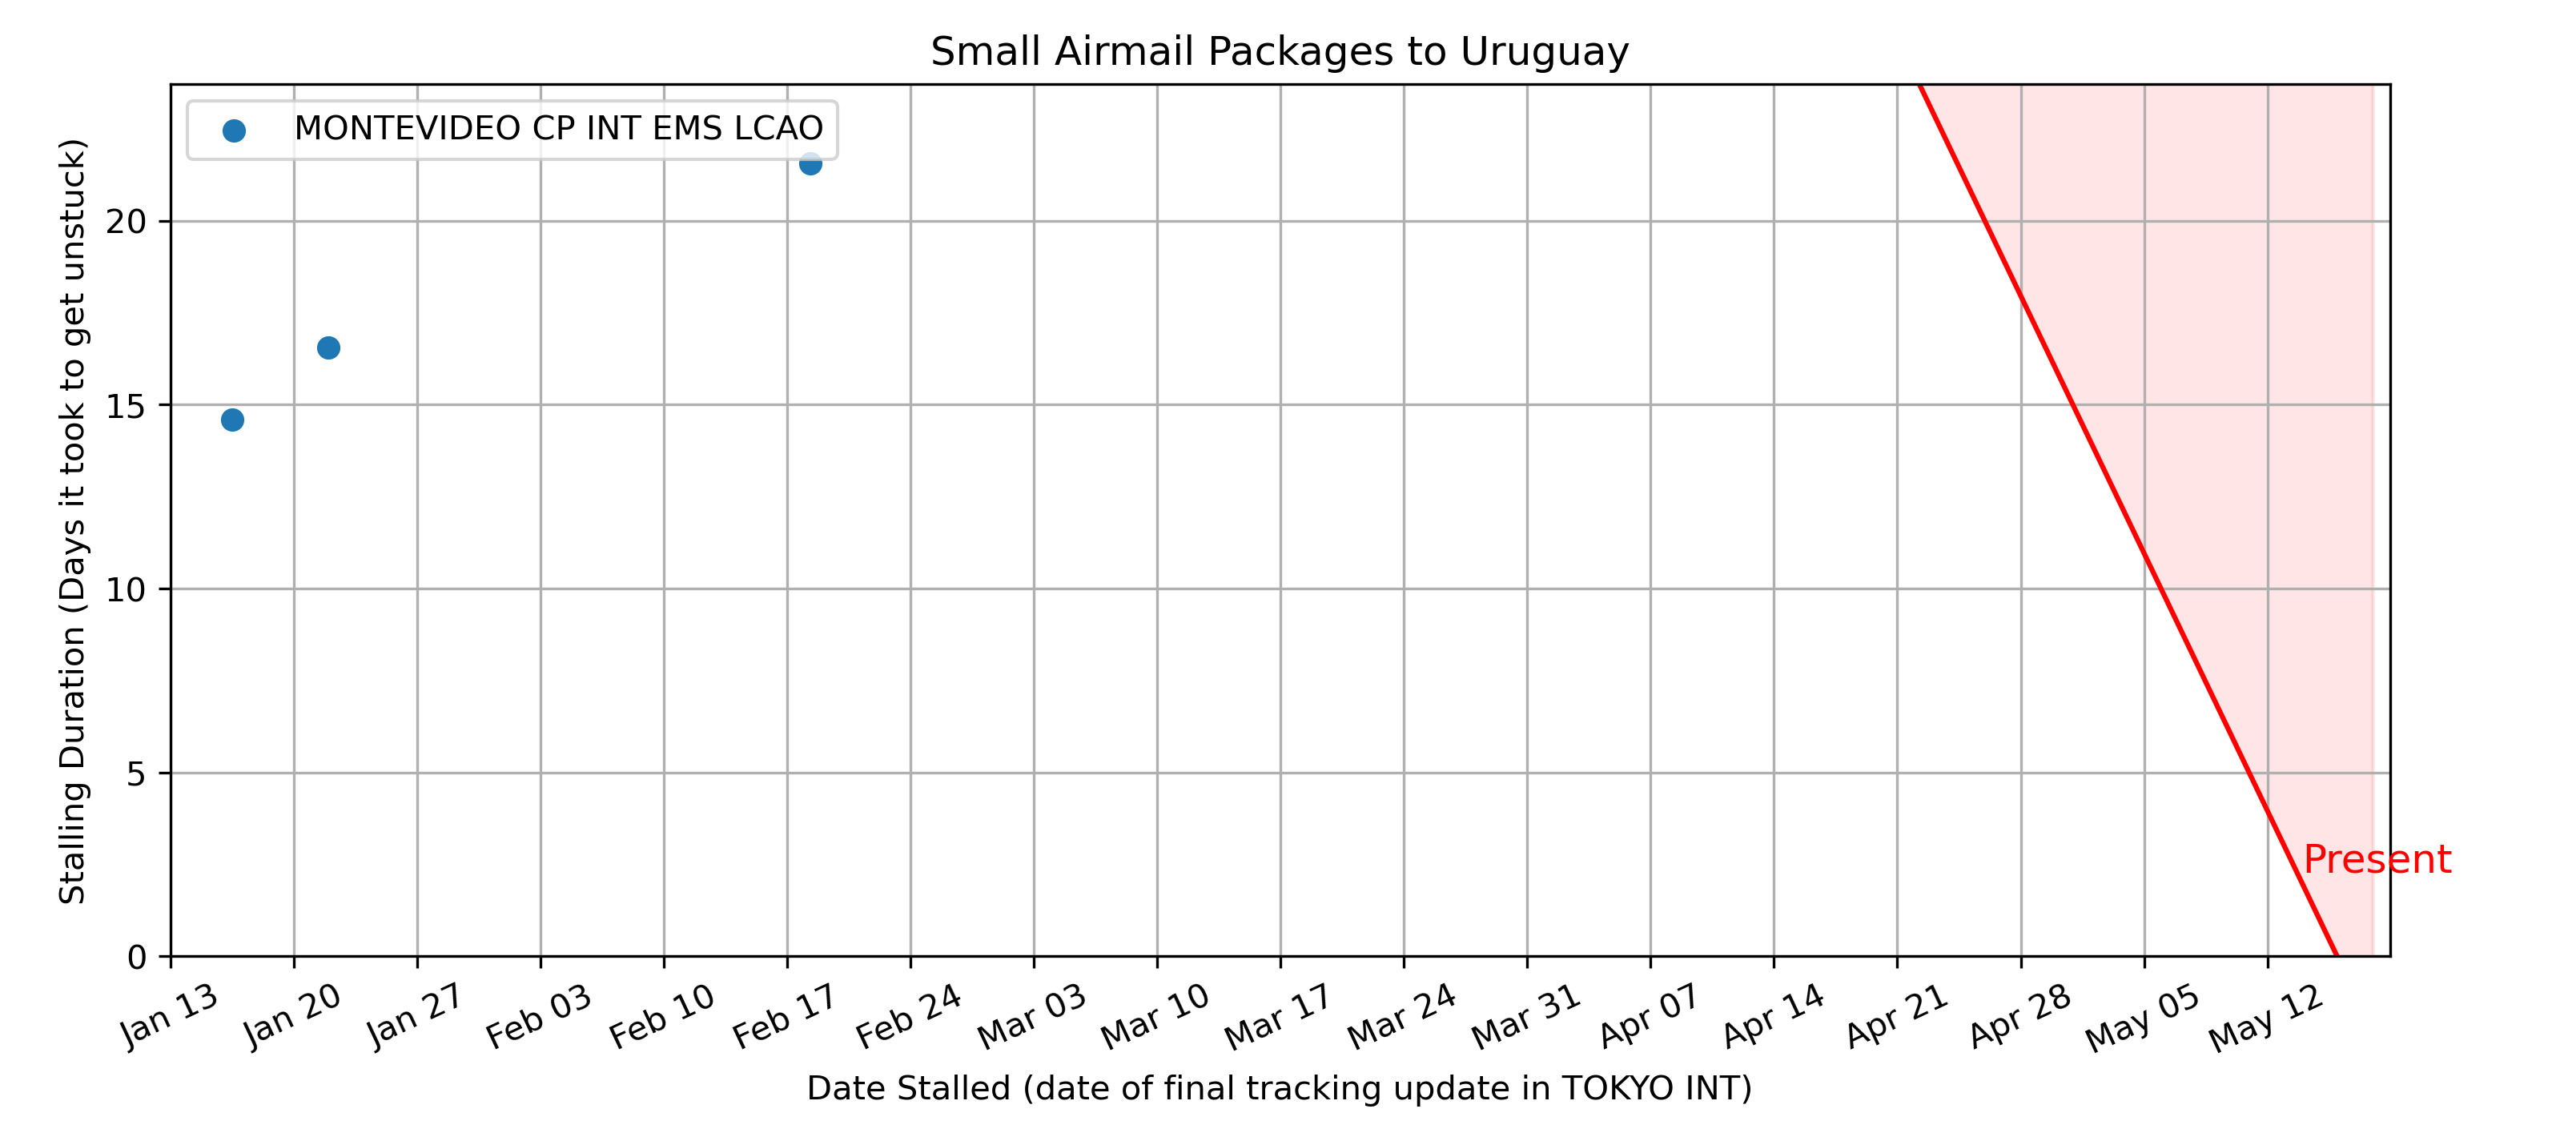 Small Airmail Packages to Uruguay
MONTEVIDEO CP INT EMS LCAO
Stalling Duration (Days it took to get unstuck)
20
15
10
5
0
Present
Jan 13
Jan 20
Jan 27
Feb 03
Feb 10
Feb 17
Feb 24
Mar 03
Mar 10
Mar 17
Mar 24
Mar 31
Apr 07
Apr 14
Apr 21
Apr 28
May 05
May 12
Date Stalled (date of final tracking update in TOKYO INT)